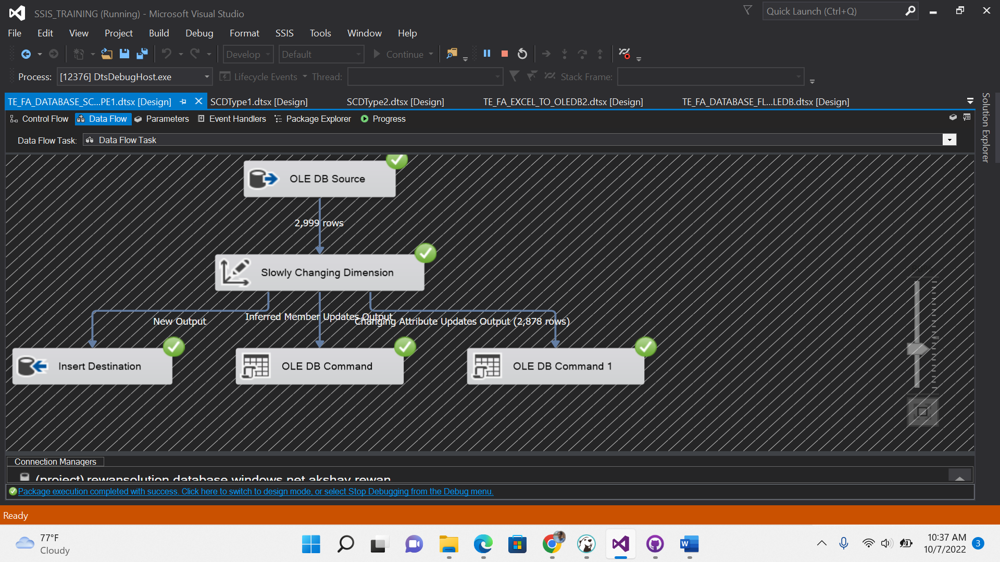 SSIS_TRAINING (Running) - Microsoft Visual Studio
Quick Launch (Ctrl+Q)
File Edit View Project Build Debug Format SSIS Tools Window Help
Develop Default Continue
Process: [12376] DtsDebugHost.exe Lifecycle Events Thread: Stack Frame:
TE_FA_DATABASE_SC...PE1.dtsx [Design] SCDType1.dtsx [Design] SCDType2.dtsx [Design] TE_FA_EXCEL_TO_OLEDB2.dtsx [Design] TE_FA_DATABASE_FL...LEDB.dtsx [Design]
Solution Explorer
Control Flow Data Flow Parameters Event Handlers Package Explorer Progress
Data Flow Task: Data Flow Task
OLE DB Source
2,999 rows
Slowly Changing Dimension
New Output Inferred Member Updates Output Changing Attribute Updates Output (2,878 rows)
Insert Destination OLE DB Command OLE DB Command 1
Connection Managers
(project) rewansolution.database.windows.net.akshay.rewan
Package execution completed with success. Click here to switch to design mode, or select Stop Debugging from the Debug menu.
Ready
77°F
Cloudy
10:37 AM
10/7/2022
3